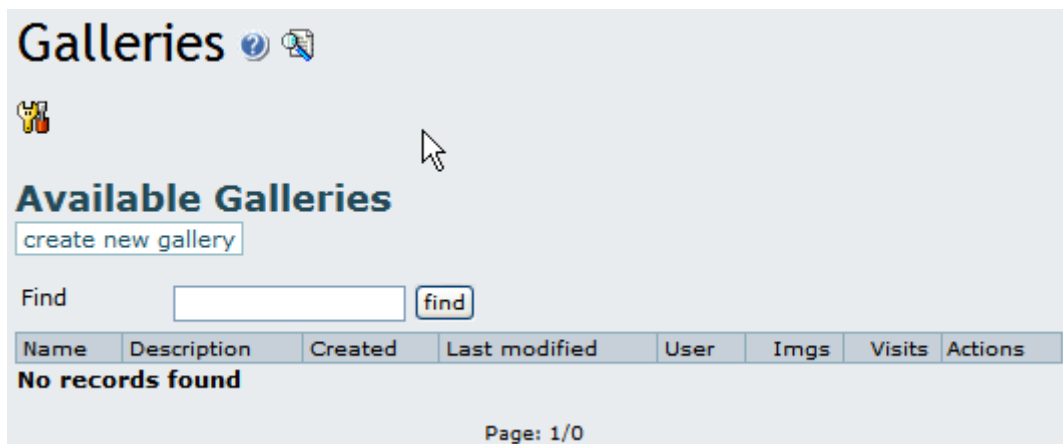 Galleries
Available Galleries
create new gallery
Find find
Name Description Created Last modified User Imgs Visits Actions
No records found
Page: 1/0